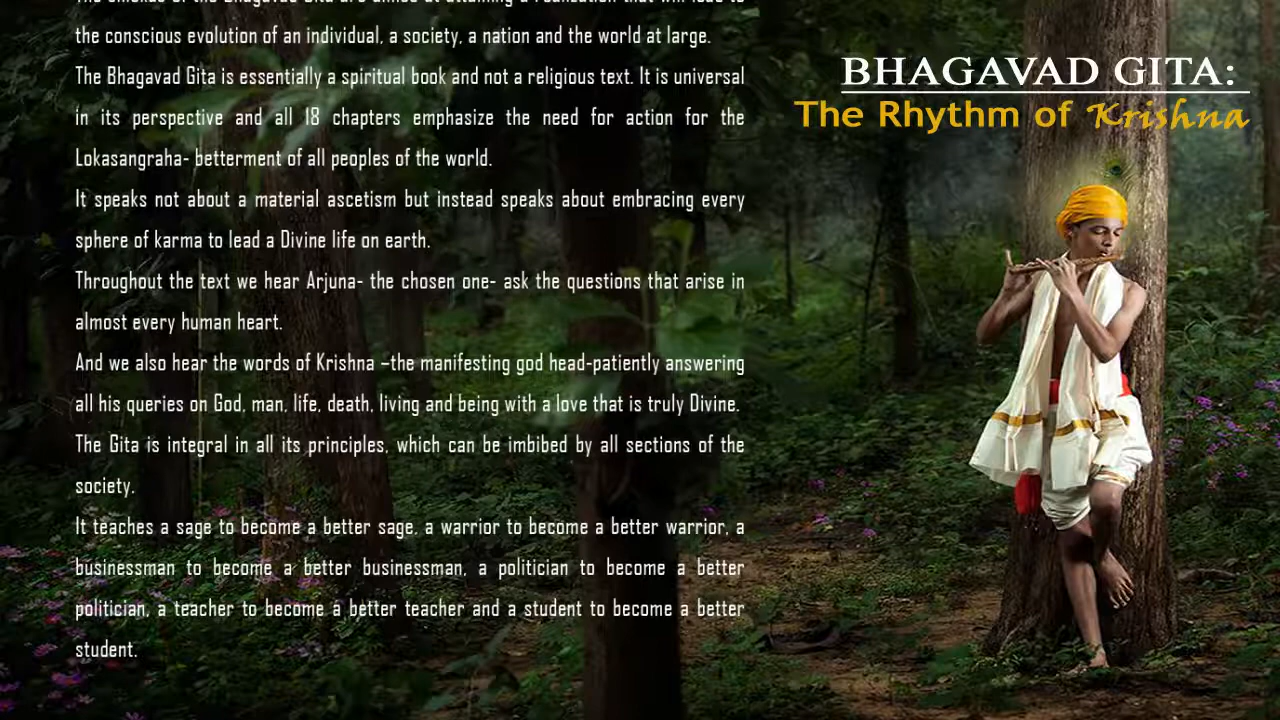 the conscious evolution of an individual, a society, a nation and the world at large.
The Bhagavad Gita is essentially a spiritual book and not a religious text. It is universal
in its perspective and all 18 chapters emphasize the need for action for the
Lokasangraha- betterment of all peoples of the world.
It speaks not about a material ascetism but instead speaks about embracing every
sphere of karma to lead a Divine life on earth.
Throughout the text we hear Arjuna- the chosen one- ask the questions that arise in
almost every human heart.
And we also hear the words of Krishna –the manifesting god head-patiently answering
all his queries on God, man, life, death, living and being with a love that is truly Divine.
The Gita is integral in all its principles, which can be imbibed by all sections of the
society.
It teaches a sage to become a better sage, a warrior to become a better warrior, a
businessman to become a better businessman, a politician to become a better
politician, a teacher to become a better teacher and a student to become a better
student.
BHAGAVAD GITA:
The Rhythm of Krishna